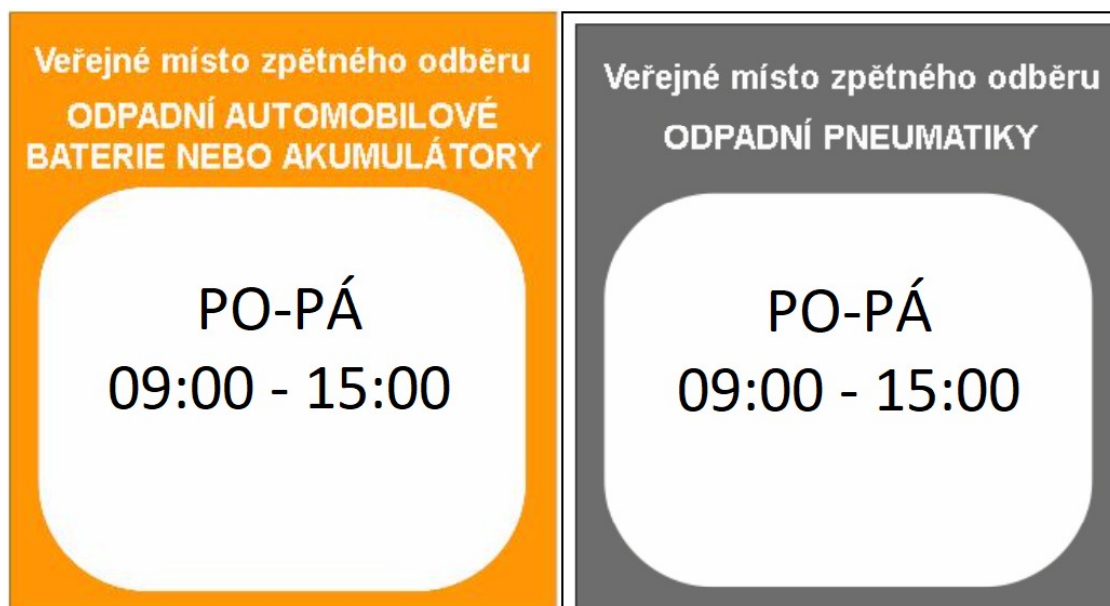 Veřejné místo zpětného odběru
ODPADNÍ AUTOMOBILOVÉ
BATERIE NEBO AKUMULÁTORY
PO-PÁ
09:00 - 15:00
Veřejné místo zpětného odběru
ODPADNÍ PNEUMATIKY
PO-PÁ
09:00 - 15:00